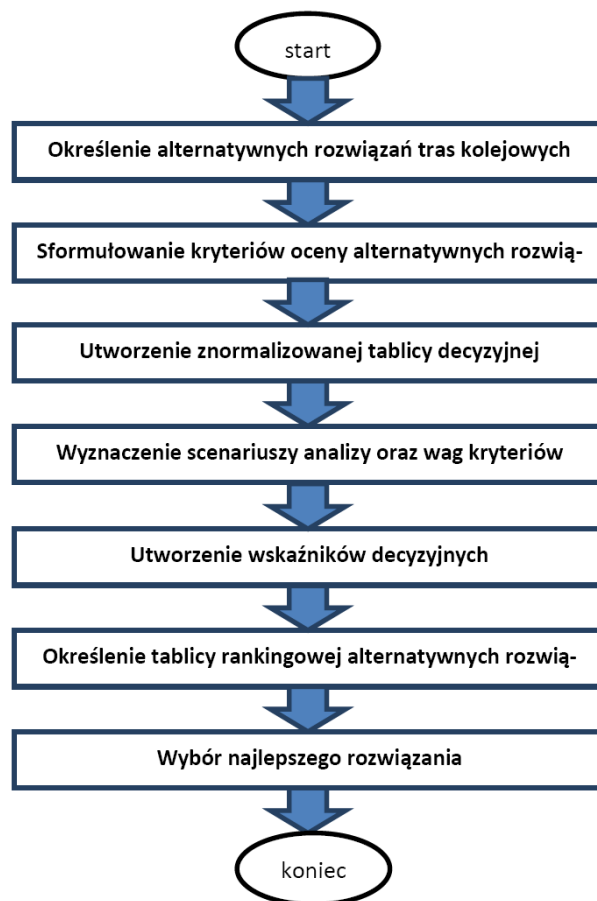 start
Określenie alternatywnych rozwiązań tras kolejowych
Sformułowanie kryteriów oceny alternatywnych rozwią-
Utworzenie znormalizowanej tablicy decyzyjnej
Wyznaczenie scenariuszy analizy oraz wag kryteriów
Utworzenie wskaźników decyzyjnych
Określenie tablicy rankingowej alternatywnych rozwią-
Wybór najlepszego rozwiązania
koniec